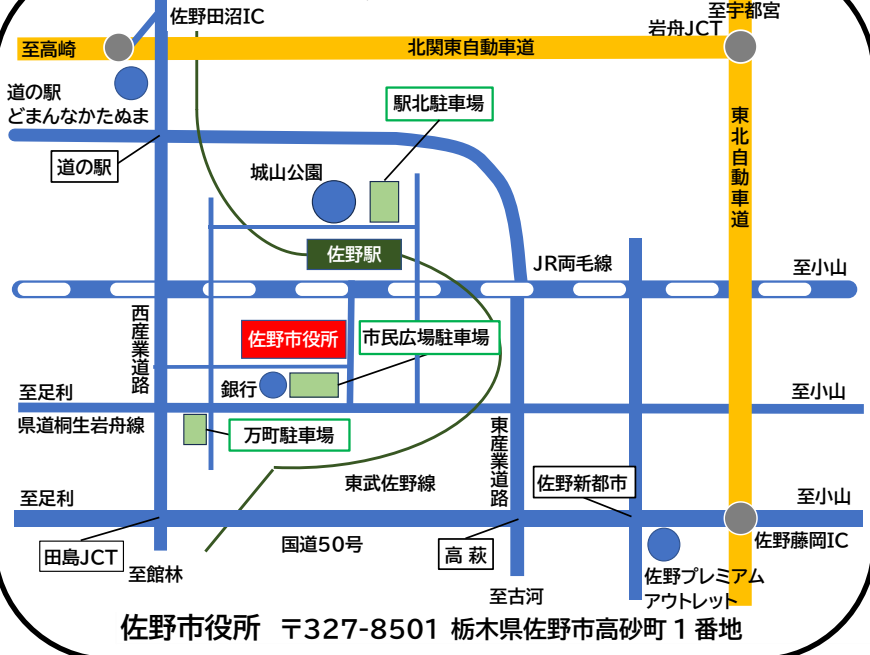 至宇都宮
佐野田沼IC
岩舟JCT
至高崎
北関東自動車道
道の駅
どまんなかたぬま
駅北駐車場
東北自動車道
道の駅
城山公園
佐野駅
JR両毛線
至小山
西産業道路
佐野市役所
市民広場駐車場
至足利
銀行
至小山
県道桐生岩舟線
万町駐車場
東産業道路
東武佐野線
佐野新都市
至足利
至小山
田島JCT
国道50号
高萩
佐野藤岡IC
至館林
佐野プレミアム
アウトレット
至古河
佐野市役所 〒327-8501 栃木県佐野市高砂町1番地